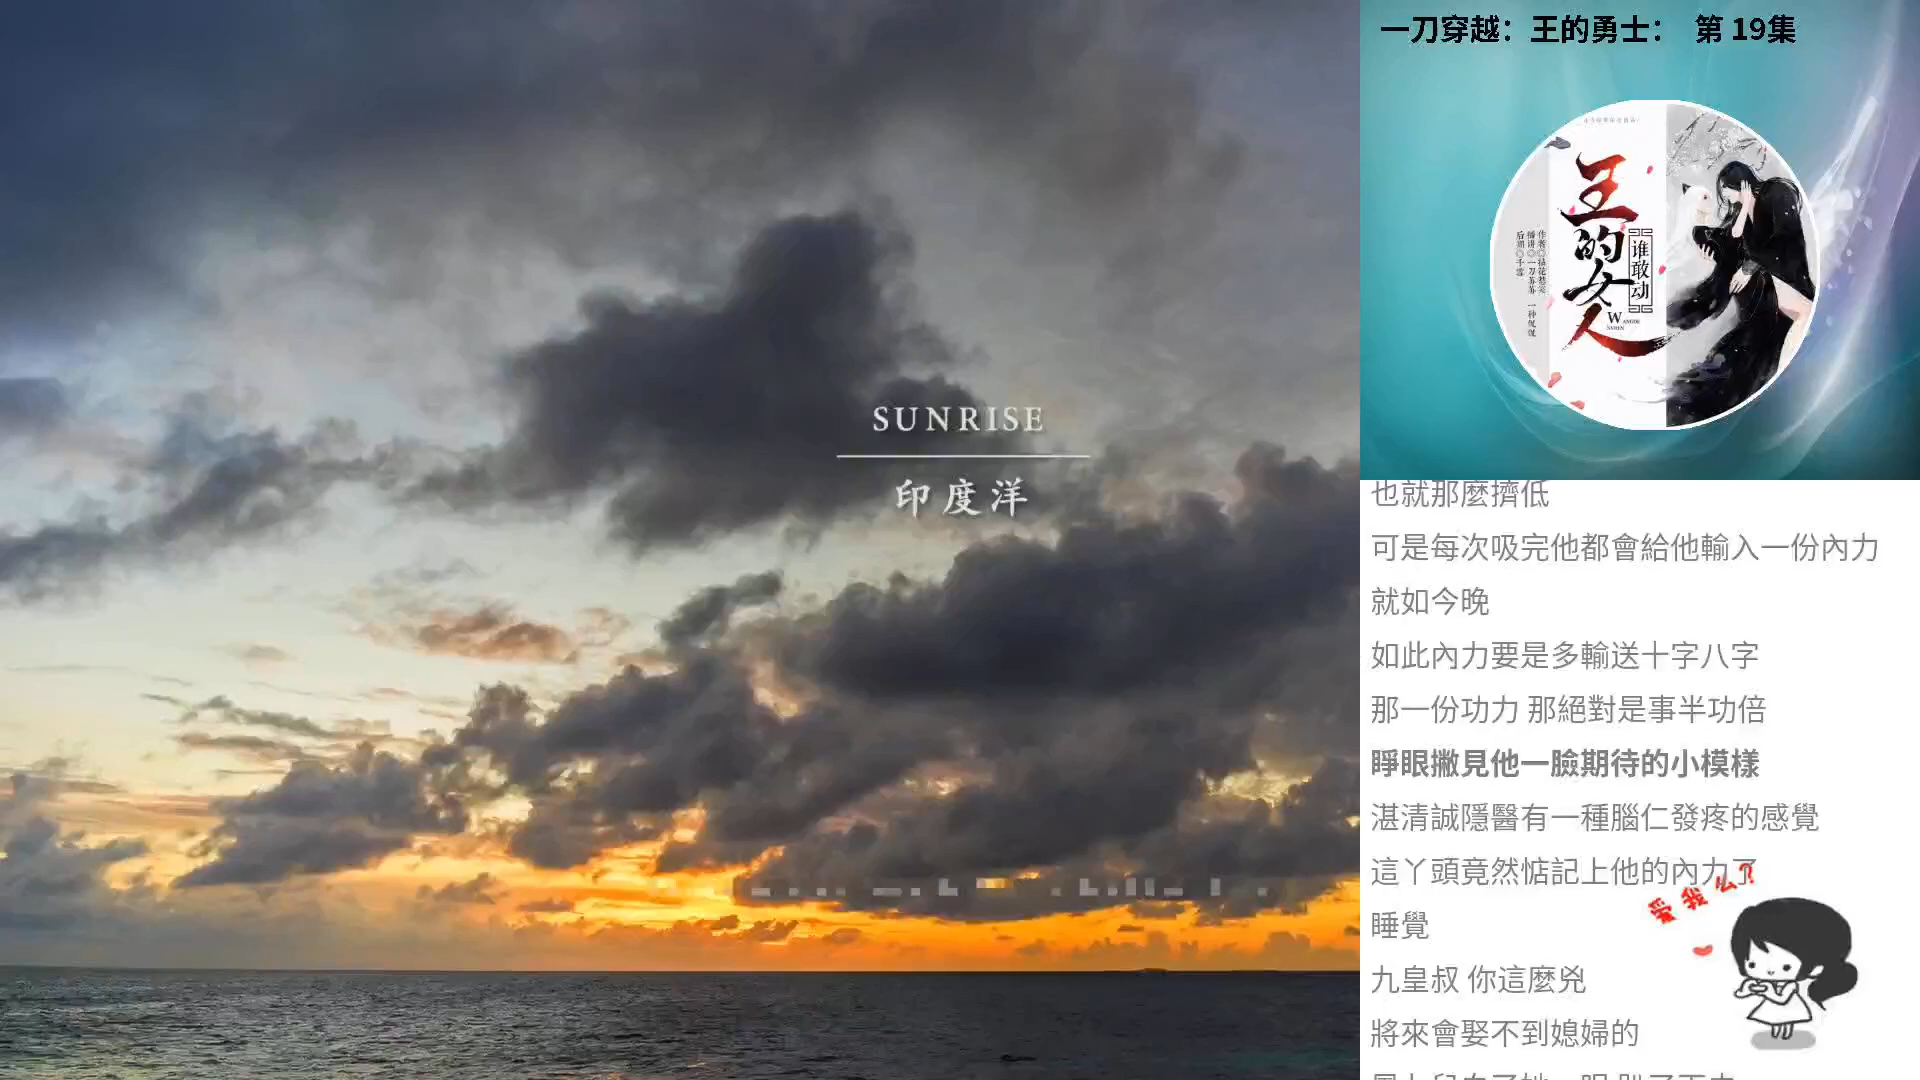 SUNRISE
印度洋
一刀穿越：王的勇士： 第 19集
王的女人
谁敢动
W
也就那麼擠低
可是每次吸完他都會給他輸入一份內力
就如今晚
如此內力要是多輸送十字八字
那一份功力 那絕對是事半功倍
睜眼撇見他一臉期待的小模樣
湛清誠隱醫有一種腦仁發疼的感覺
這丫頭竟然惦記上他的內力了
爱我么?
睡覺
九皇叔 你這麼兇
將來會娶不到媳婦的